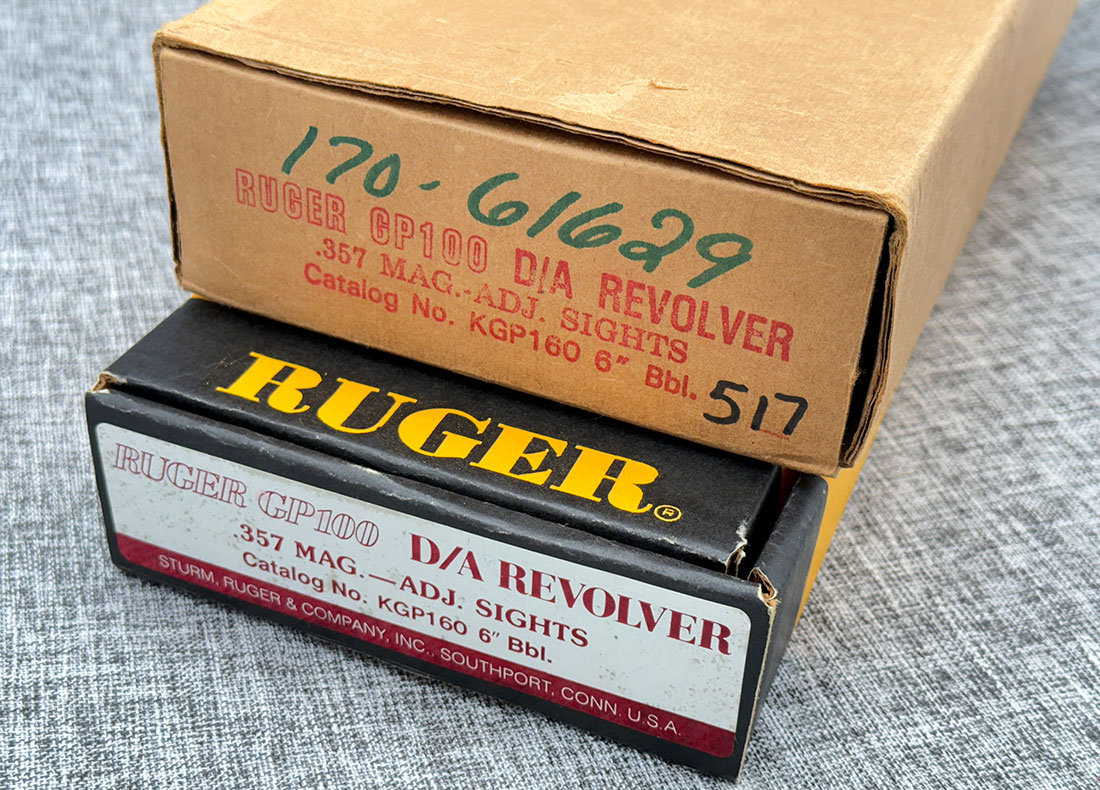 170-61629
RUGER GP100 D/A REVOLVER
.357 MAG.-ADJ. SIGHTS
Catalog No. KGP160 6" Bbl.
517
RUGER®
RUGER GP100 D/A REVOLVER
.357 MAG.—ADJ. SIGHTS
Catalog No. KGP160 6" Bbl.
STURM, RUGER & COMPANY, INC., SOUTHPORT, CONN. U.S.A.